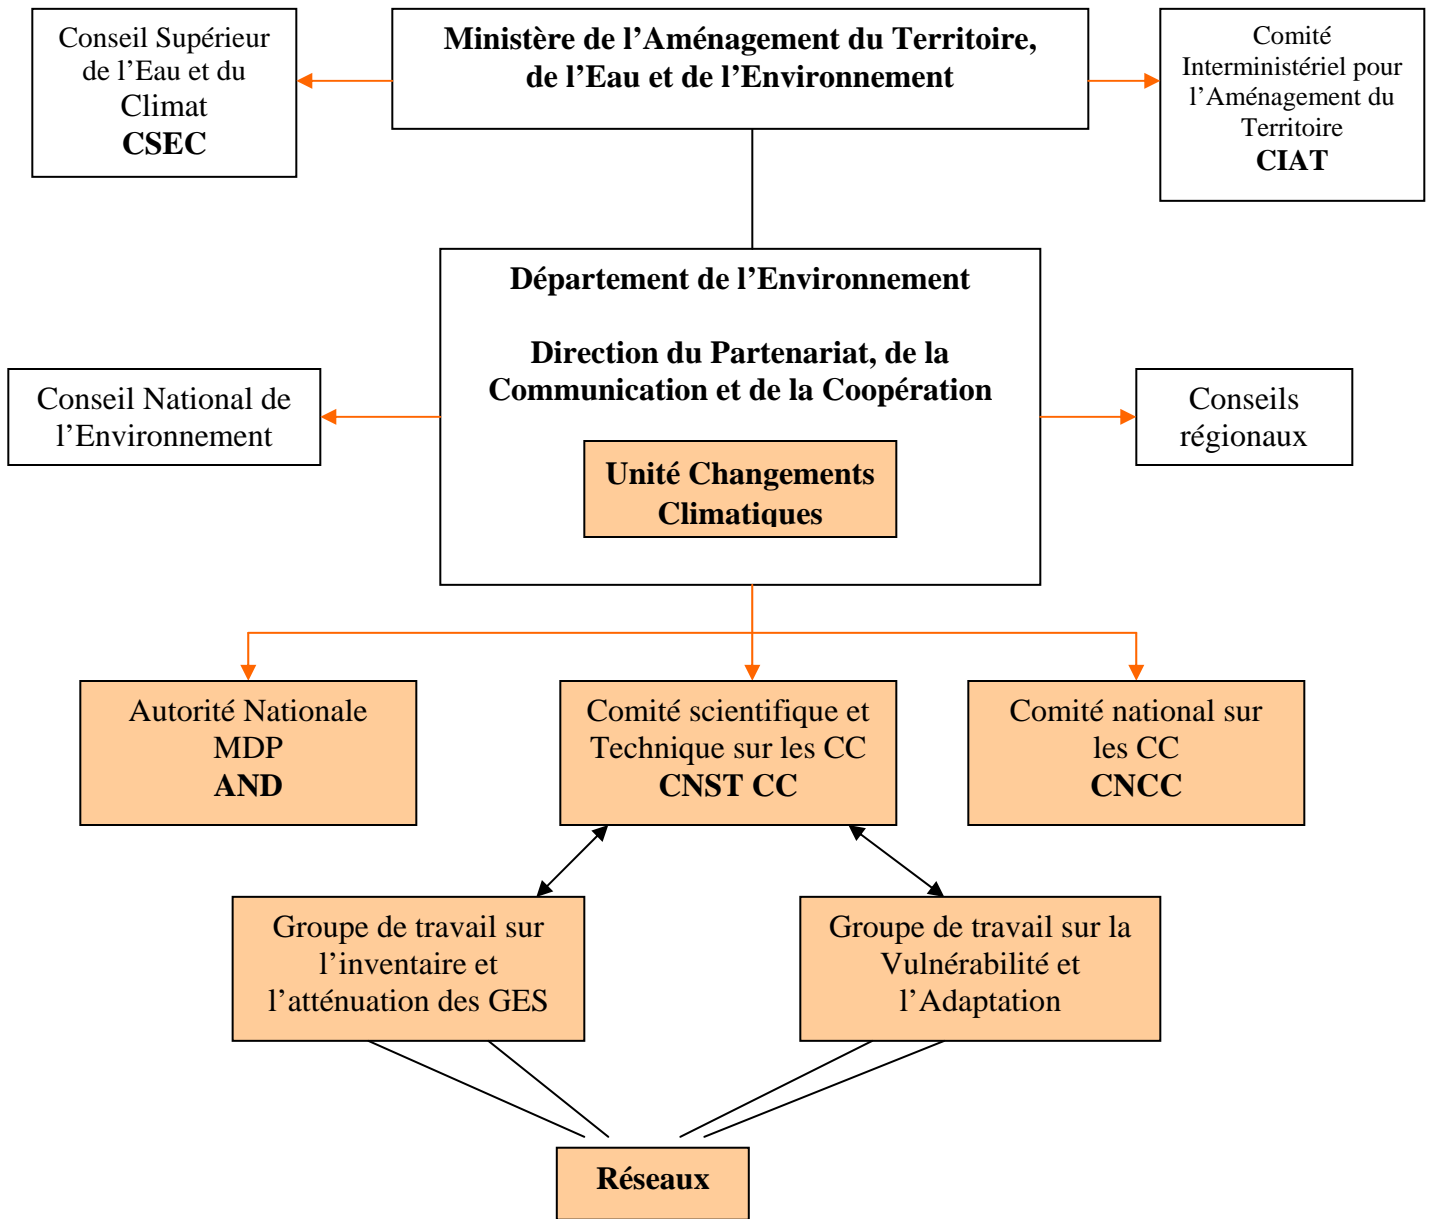 Conseil Supérieur
de l’Eau et du
Climat
CSEC
Ministère de l’Aménagement du Territoire,
de l’Eau et de l’Environnement
Comité
Interministériel pour
l’Aménagement du
Territoire
CIAT
Département de l’Environnement
Direction du Partenariat, de la
Communication et de la Coopération
Conseil National de
l’Environnement
Conseils
régionaux
Unité Changements
Climatiques
Autorité Nationale
MDP
AND
Comité scientifique et
Technique sur les CC
CNST CC
Comité national sur
les CC
CNCC
Groupe de travail sur
l’inventaire et
l’atténuation des GES
Groupe de travail sur la
Vulnérabilité et
l’Adaptation
Réseaux